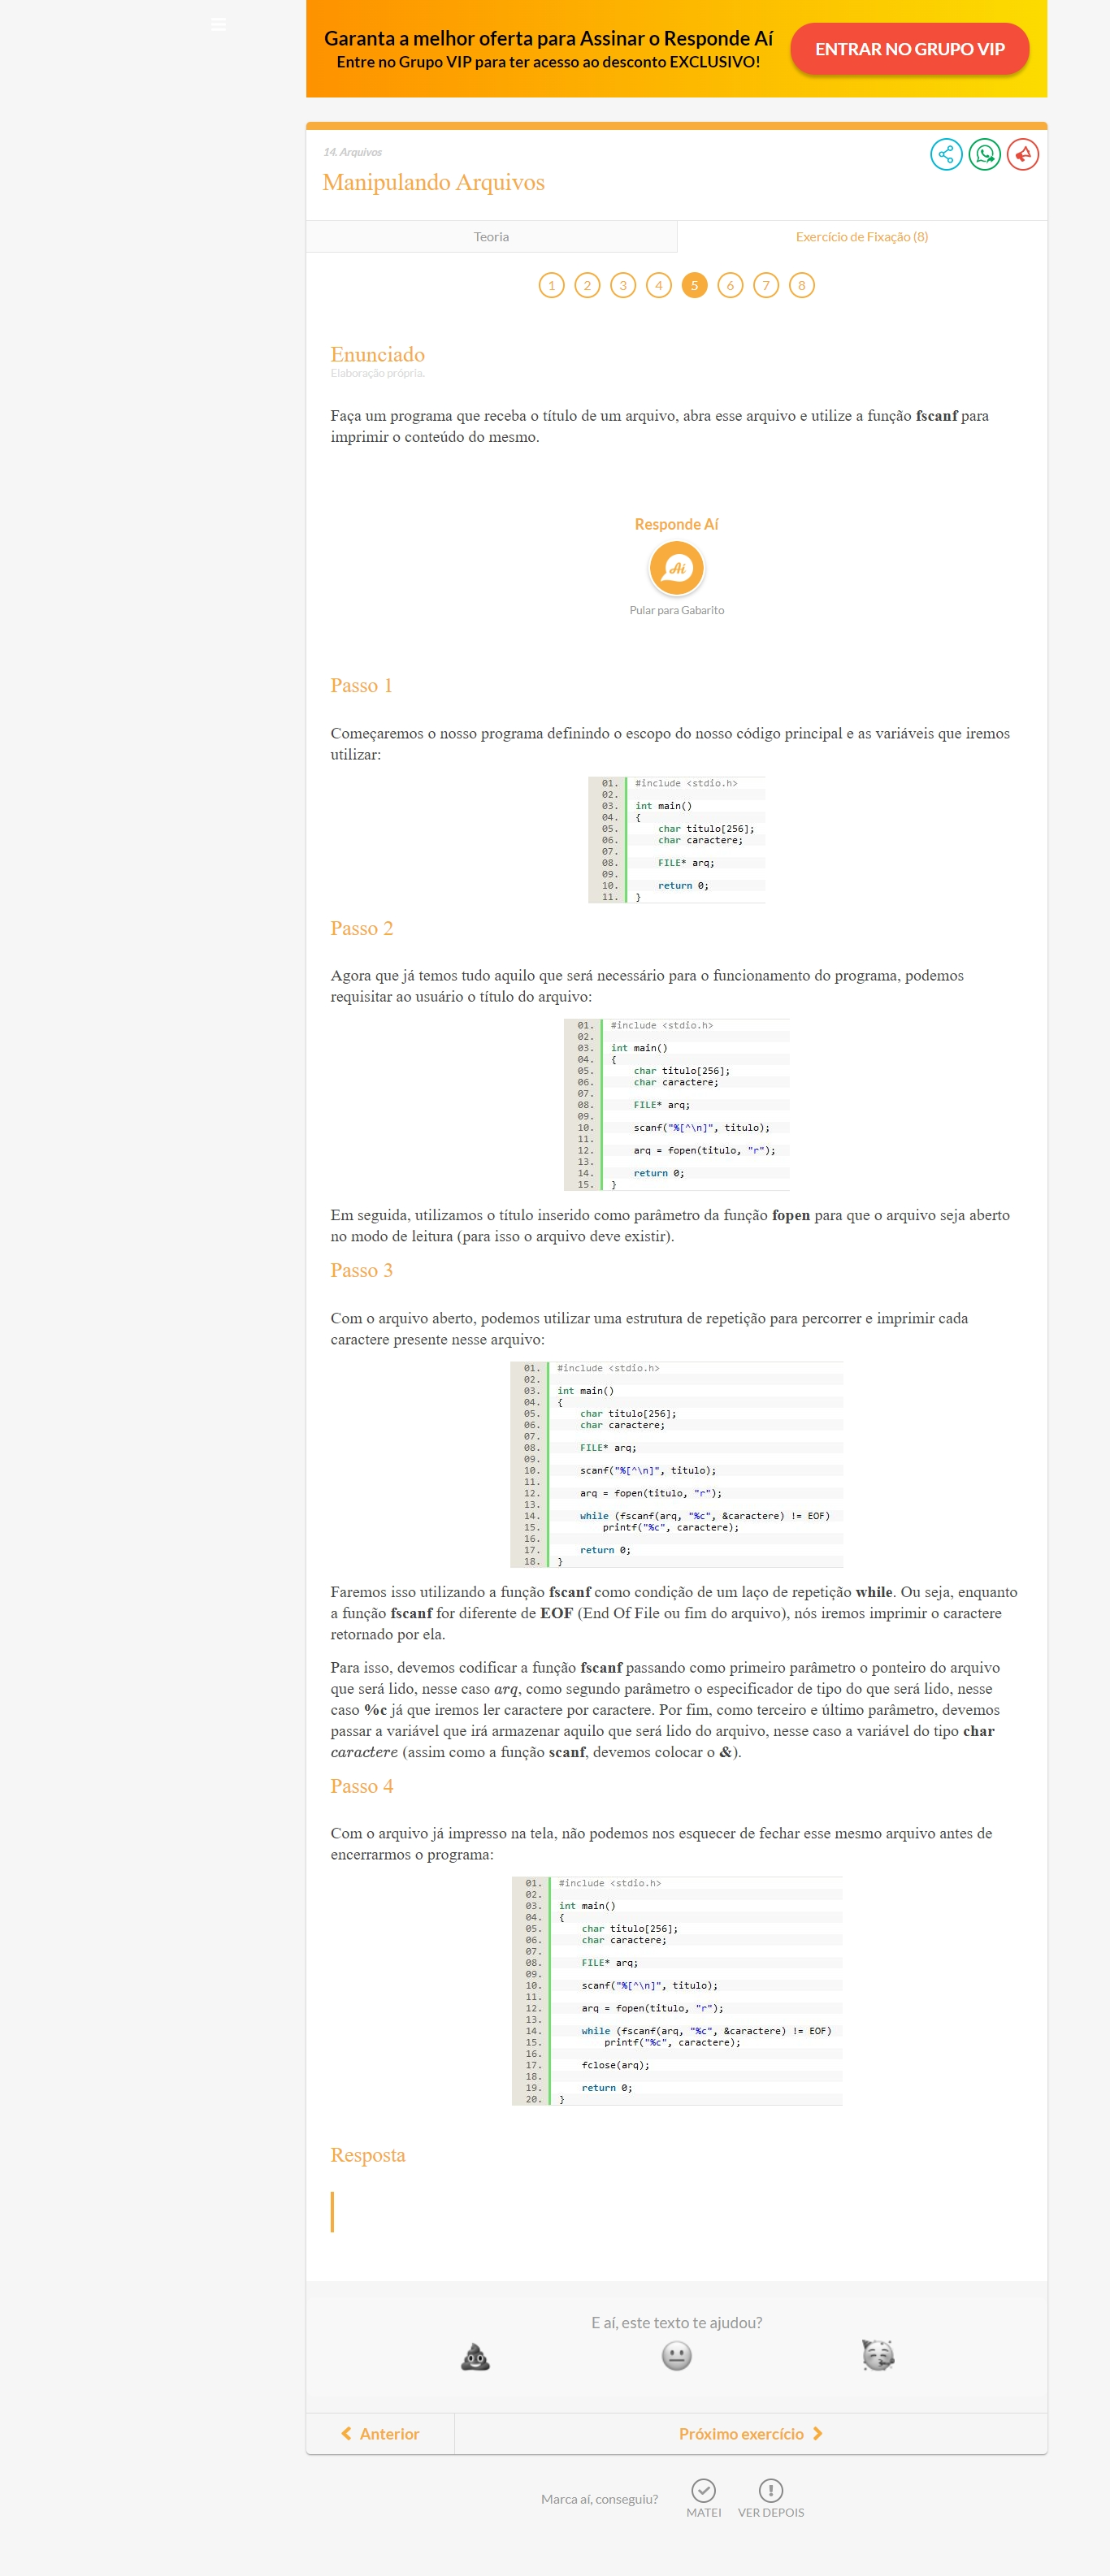 Garanta a melhor oferta para Assinar o Responde Aí
Entre no Grupo VIP para ter acesso ao desconto EXCLUSIVO!
ENTRAR NO GRUPO VIP
14. Arquivos
Manipulando Arquivos
Teoria
Exercício de Fixação (8)
1 2 3 4 5 6 7 8
Enunciado
Elaboração própria.
Faça um programa que receba o título de um arquivo, abra esse arquivo e utilize a função fscanf para
imprimir o conteúdo do mesmo.
Responde Aí
Aí
Pular para Gabarito
Passo 1
Começaremos o nosso programa definindo o escopo do nosso código principal e as variáveis que iremos
utilizar:
01. #include <stdio.h>
02.
03. int main()
04. {
05. char titulo[256];
06. char caractere;
07.
08. FILE* arq;
09.
10. return 0;
11. }
Passo 2
Agora que já temos tudo aquilo que será necessário para o funcionamento do programa, podemos
requisitar ao usuário o título do arquivo:
01. #include <stdio.h>
02.
03. int main()
04. {
05. char titulo[256];
06. char caractere;
07.
08. FILE* arq;
09.
10. scanf("%[^\n]", titulo);
11.
12. arq = fopen(titulo, "r");
13.
14. return 0;
15. }
Em seguida, utilizamos o título inserido como parâmetro da função fopen para que o arquivo seja aberto
no modo de leitura (para isso o arquivo deve existir).
Passo 3
Com o arquivo aberto, podemos utilizar uma estrutura de repetição para percorrer e imprimir cada
caractere presente nesse arquivo:
01. #include <stdio.h>
02.
03. int main()
04. {
05. char titulo[256];
06. char caractere;
07.
08. FILE* arq;
09.
10. scanf("%[^\n]", titulo);
11.
12. arq = fopen(titulo, "r");
13.
14. while (fscanf(arq, "%c", &caractere) != EOF)
15. printf("%c", caractere);
16.
17. return 0;
18. }
Faremos isso utilizando a função fscanf como condição de um laço de repetição while. Ou seja, enquanto
a função fscanf for diferente de EOF (End Of File ou fim do arquivo), nós iremos imprimir o caractere
retornado por ela.
Para isso, devemos codificar a função fscanf passando como primeiro parâmetro o ponteiro do arquivo
que será lido, nesse caso arq, como segundo parâmetro o especificador de tipo do que será lido, nesse
caso %c já que iremos ler caractere por caractere. Por fim, como terceiro e último parâmetro, devemos
passar a variável que irá armazenar aquilo que será lido do arquivo, nesse caso a variável do tipo char
caractere (assim como a função scanf, devemos colocar o &).
Passo 4
Com o arquivo já impresso na tela, não podemos nos esquecer de fechar esse mesmo arquivo antes de
encerrarmos o programa:
01. #include <stdio.h>
02.
03. int main()
04. {
05. char titulo[256];
06. char caractere;
07.
08. FILE* arq;
09.
10. scanf("%[^\n]", titulo);
11.
12. arq = fopen(titulo, "r");
13.
14. while (fscanf(arq, "%c", &caractere) != EOF)
15. printf("%c", caractere);
16.
17. fclose(arq);
18.
19. return 0;
20. }
Resposta
E aí, este texto te ajudou?
Anterior
Próximo exercício
Marca aí, conseguiu?
MATEI
VER DEPOIS